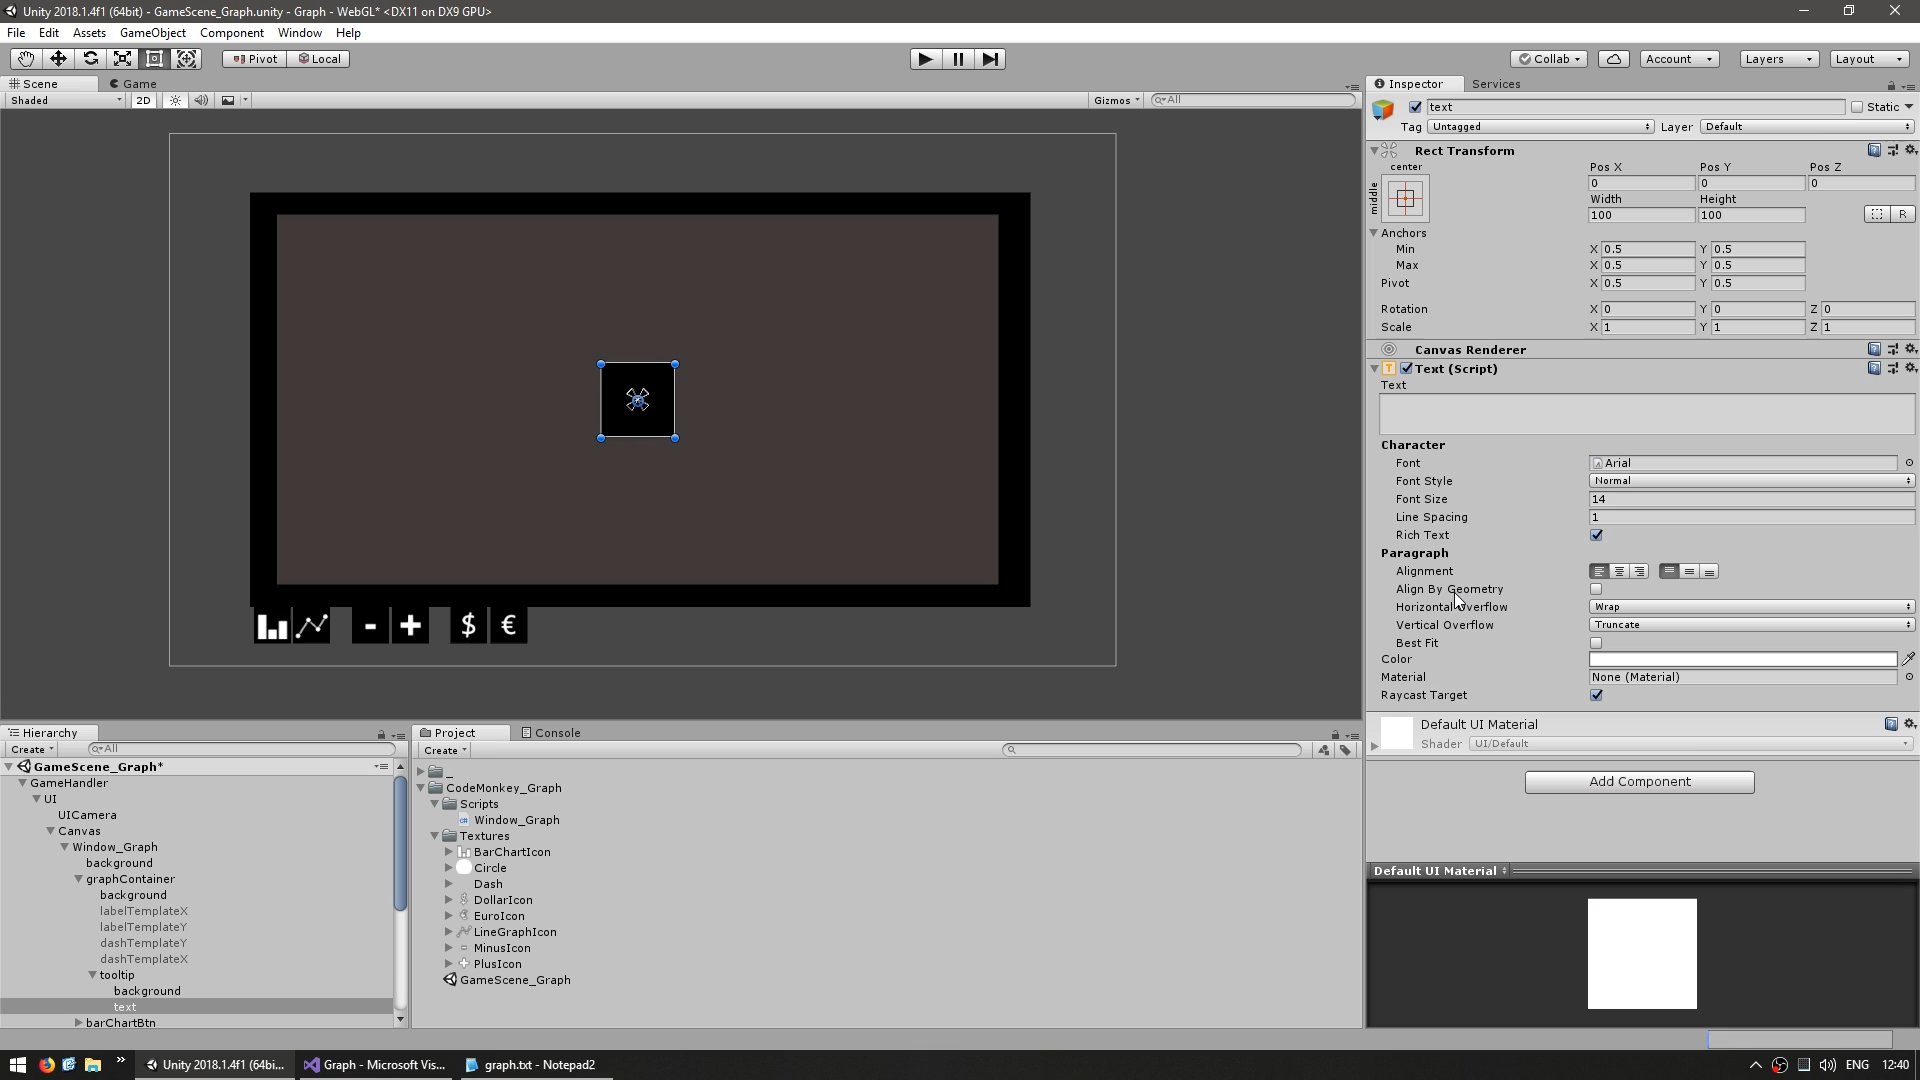 Unity 2018.1.4f1 (64bit) - GameScene_Graph.unity - Graph - WebGL* <DX11 on DX9 GPU>
File Edit Assets GameObject Component Window Help
Pivot Local Collab Account Layers Layout
Scene Game
Shaded 2D Gizmos All
Inspector Services
text Static
Tag Untagged Layer Default
Rect Transform
center Pos X Pos Y Pos Z
middle 0 0 0
Width Height
100 100 R
Anchors
Min X 0.5 Y 0.5
Max X 0.5 Y 0.5
Pivot X 0.5 Y 0.5
Rotation X 0 Y 0 Z 0
Scale X 1 Y 1 Z 1
Canvas Renderer
Text (Script)
Text
Character
Font Arial
Font Style Normal
Font Size 14
Line Spacing 1
Rich Text
Paragraph
Alignment
Align By Geometry
Horizontal Overflow Wrap
Vertical Overflow Truncate
Best Fit
Color
Material None (Material)
Raycast Target
Default UI Material
Shader UI/Default
Add Component
Default UI Material
- + $ €
Hierarchy
Create All
GameScene_Graph*
GameHandler
UI
UICamera
Canvas
Window_Graph
background
graphContainer
background
labelTemplateX
labelTemplateY
dashTemplateY
dashTemplateX
tooltip
background
text
barChartBtn
Project Console
Create
_
CodeMonkey_Graph
Scripts
Window_Graph
Textures
BarChartIcon
Circle
Dash
DollarIcon
EuroIcon
LineGraphIcon
MinusIcon
PlusIcon
GameScene_Graph
Unity 2018.1.4f1 (64bi... Graph - Microsoft Vis... graph.txt - Notepad2 ENG 12:40